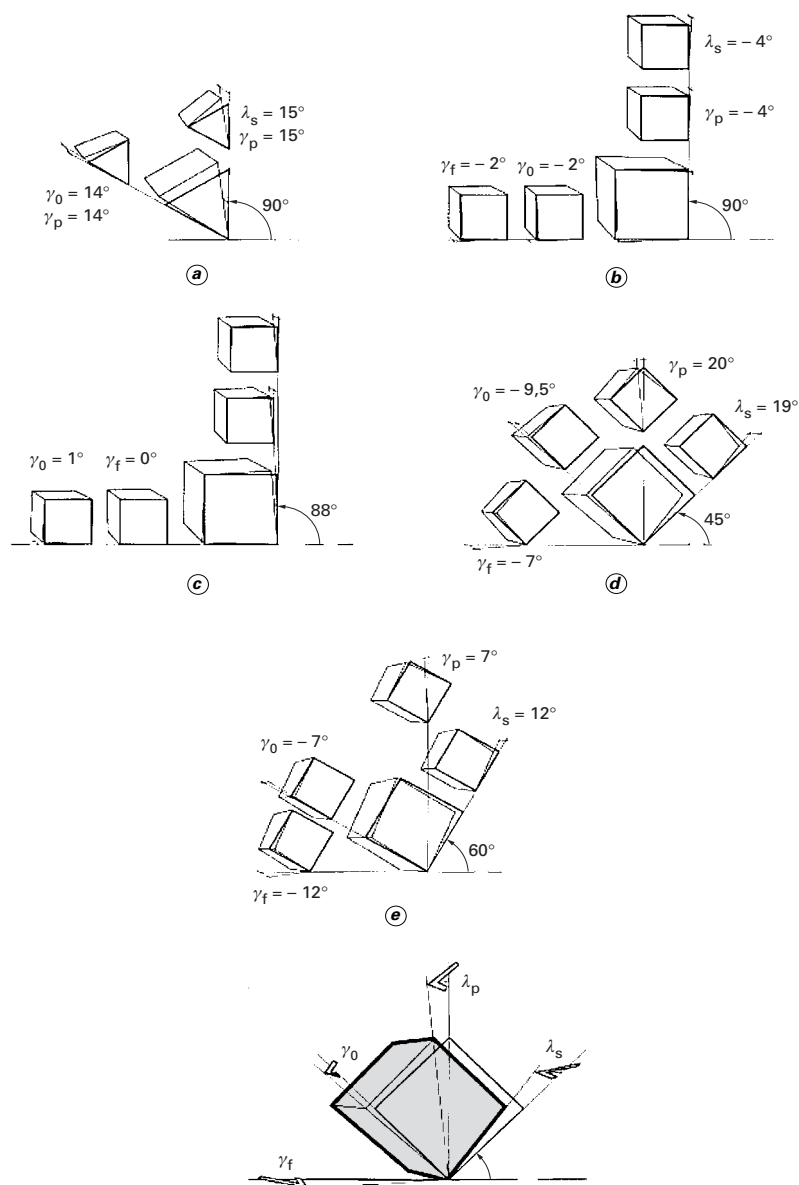 λs = 15°
γp = 15°
γ0 = 14°
γp = 14°
90°
a
λs = – 4°
γp = – 4°
γf = – 2° γ0 = – 2°
90°
b
γ0 = 1° γf = 0°
88°
c
γp = 20°
γ0 = – 9,5°
λs = 19°
45°
γf = – 7°
d
γp = 7°
λs = 12°
γ0 = – 7°
60°
γf = – 12°
e
λp
γ0
λs
γf